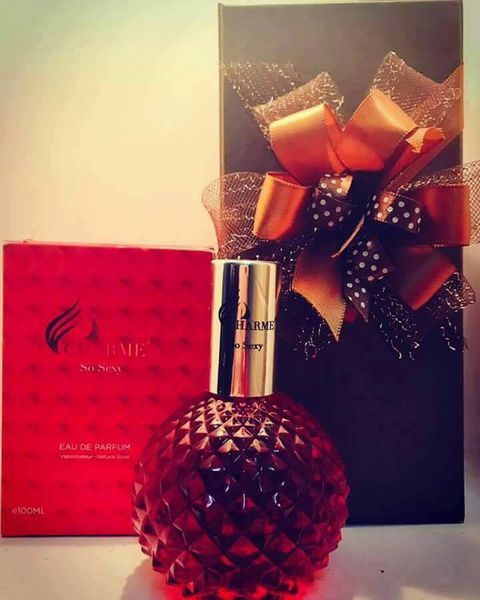 CHARME
So Sexy
EAU DE PARFUM
Vaporisateur - Natural Spray
e100ML
CHARME
So Sexy